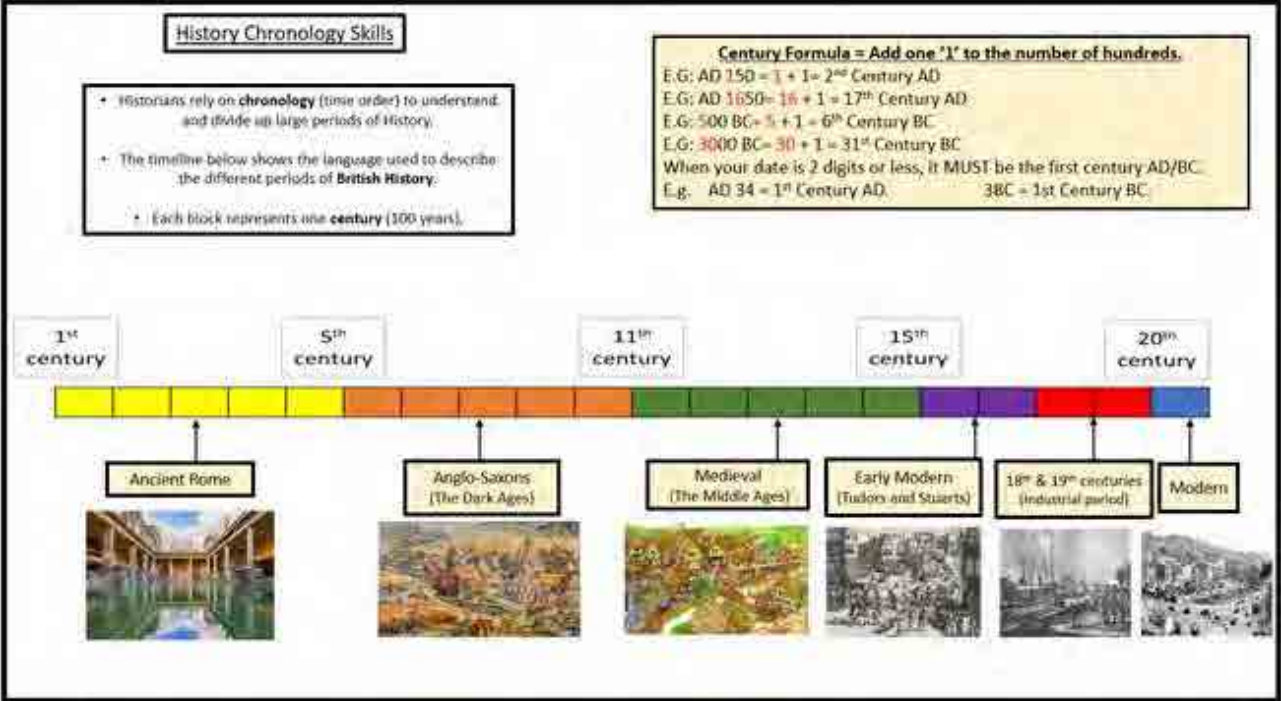 History Chronology Skills
• Historians rely on chronology (time order) to understand
and divide up large periods of History.
• The timeline below shows the language used to describe
the different periods of British History.
• Each block represents one century (100 years).
Century Formula = Add one '1' to the number of hundreds.
E.G: AD 150 = 1 + 1= 2nd Century AD
E.G: AD 1650= 16 + 1 = 17th Century AD
E.G: 500 BC= 5 + 1 = 6th Century BC
E.G: 3000 BC= 30 + 1 = 31st Century BC
When your date is 2 digits or less, it MUST be the first century AD/BC.
E.g. AD 34 = 1st Century AD. 3BC = 1st Century BC.
1st
century
5th
century
11th
century
15th
century
20th
century
Ancient Rome
Anglo-Saxons
(The Dark Ages)
Medieval
(The Middle Ages)
Early Modern
(Tudors and Stuarts)
18th & 19th centuries
(Industrial period)
Modern